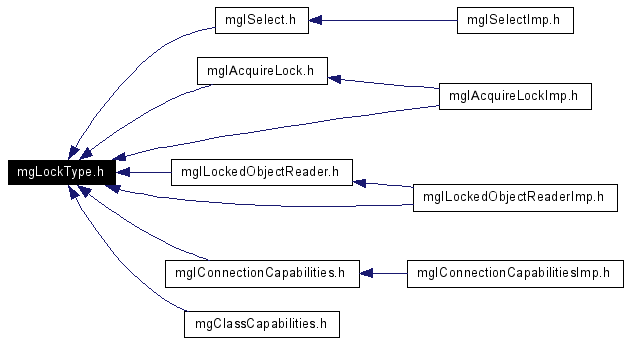 mgISelect.h
mgISelectImp.h
mgIAcquireLock.h
mgIAcquireLockImp.h
mgLockType.h
mgILockedObjectReader.h
mgILockedObjectReaderImp.h
mgIConnectionCapabilities.h
mgIConnectionCapabilitiesImp.h
mgClassCapabilities.h